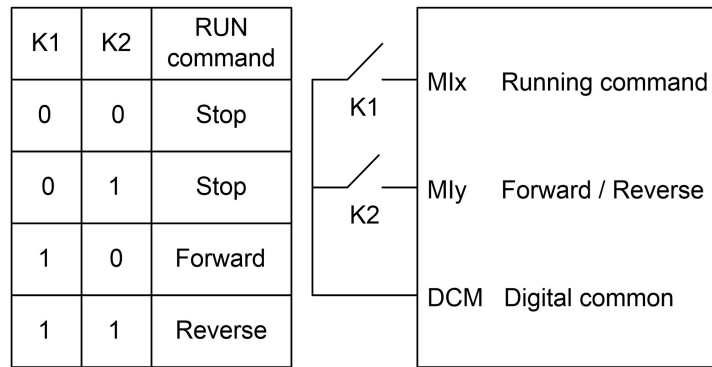 K1 K2 RUN command
0 0 Stop
0 1 Stop
1 0 Forward
1 1 Reverse
K1
K2
MIx Running command
MIy Forward / Reverse
DCM Digital common